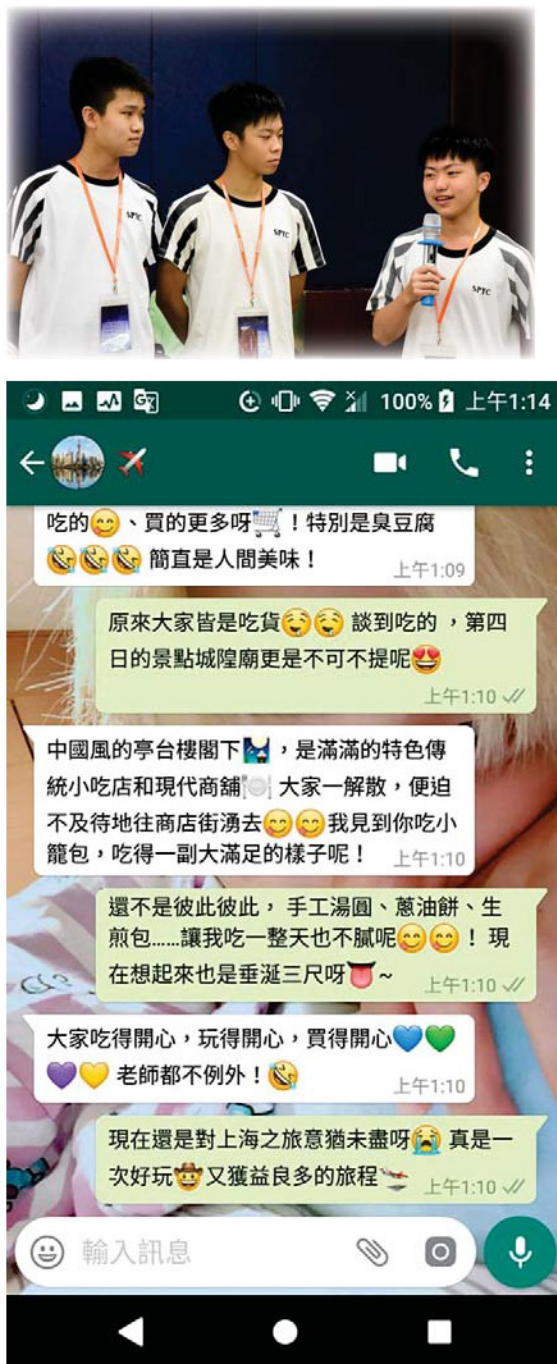 SPTC
SPTC
SPTC
100% 上午1:14
吃的😋、買的更多呀🛒！特別是臭豆腐
🤣🤣🤣 簡直是人間美味！
上午1:09
原來大家皆是吃貨🤤🤤 談到吃的，第四
日的景點城隍廟更是不可不提呢😍
上午1:10
中國風的亭台樓閣下🌉，是滿滿的特色傳
統小吃店和現代商舖🍽 大家一解散，便迫
不及待地往商店街湧去😋😋我見到你吃小
籠包，吃得一副大滿足的樣子呢！ 上午1:10
還不是彼此彼此， 手工湯圓、蔥油餅、生
煎包……讓我吃一整天也不膩呢😋😋！ 現
在想起來也是垂涎三尺呀👅~ 上午1:10
大家吃得開心，玩得開心，買得開心💙💚
💜💛 老師都不例外！🤣
上午1:10
現在還是對上海之旅意猶未盡呀😭 真是一
次好玩🤠又獲益良多的旅程🛬 上午1:10
輸入訊息